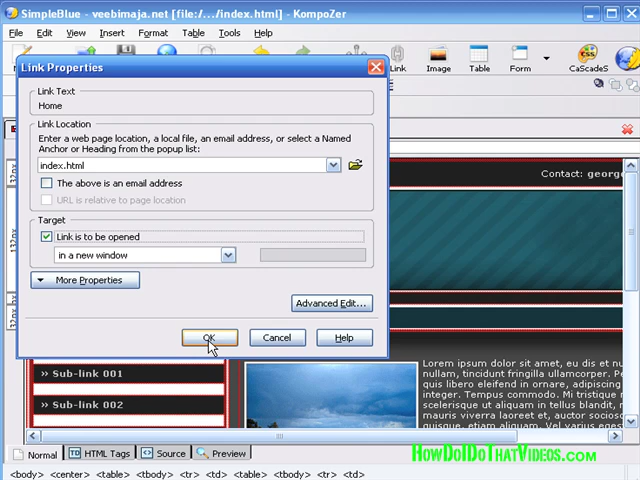 SimpleBlue - veebimaja.net [file:/.../index.html] - KompoZer
File Edit View Insert Format Table Tools Help
Link Image Table Form CaScadeS
Link Properties
Link Text
Home
Link Location
Enter a web page location, a local file, an email address, or select a Named
Anchor or Heading from the popup list:
index.html
The above is an email address
URL is relative to page location
Target
Link is to be opened
in a new window
More Properties
Advanced Edit...
OK Cancel Help
132px
132px
Contact: george
>> Sub-link 001
>> Sub-link 002
Lorem ipsum dolor sit amet, eu dis et nu
nullam, tincidunt fringilla ullamcorper. Pe
quis libero eleifend in ornare, adipiscing
integer. Tempus commodo. Mi tristique r
scelerisque ut aliquam in tellus tristique
mauris viverra laoreet et, auctor sociosqu
euismod quisque, etiam aliquam. Vel varius eges
Normal HTML Tags Source Preview
HowDoIDoThatVideos.com
<body> <center> <table> <tbody> <tr> <td> <table> <tbody> <tr> <td>